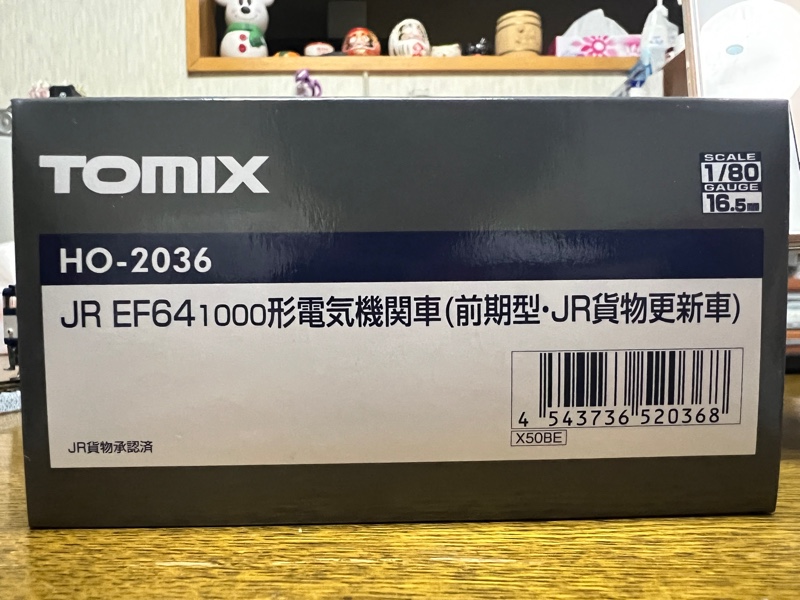 TOMIX
SCALE
1/80
GAUGE
16.5mm
HO-2036
JR EF641000形電気機関車(前期型・JR貨物更新車)
4 543736 520368
X50BE
JR貨物承認済